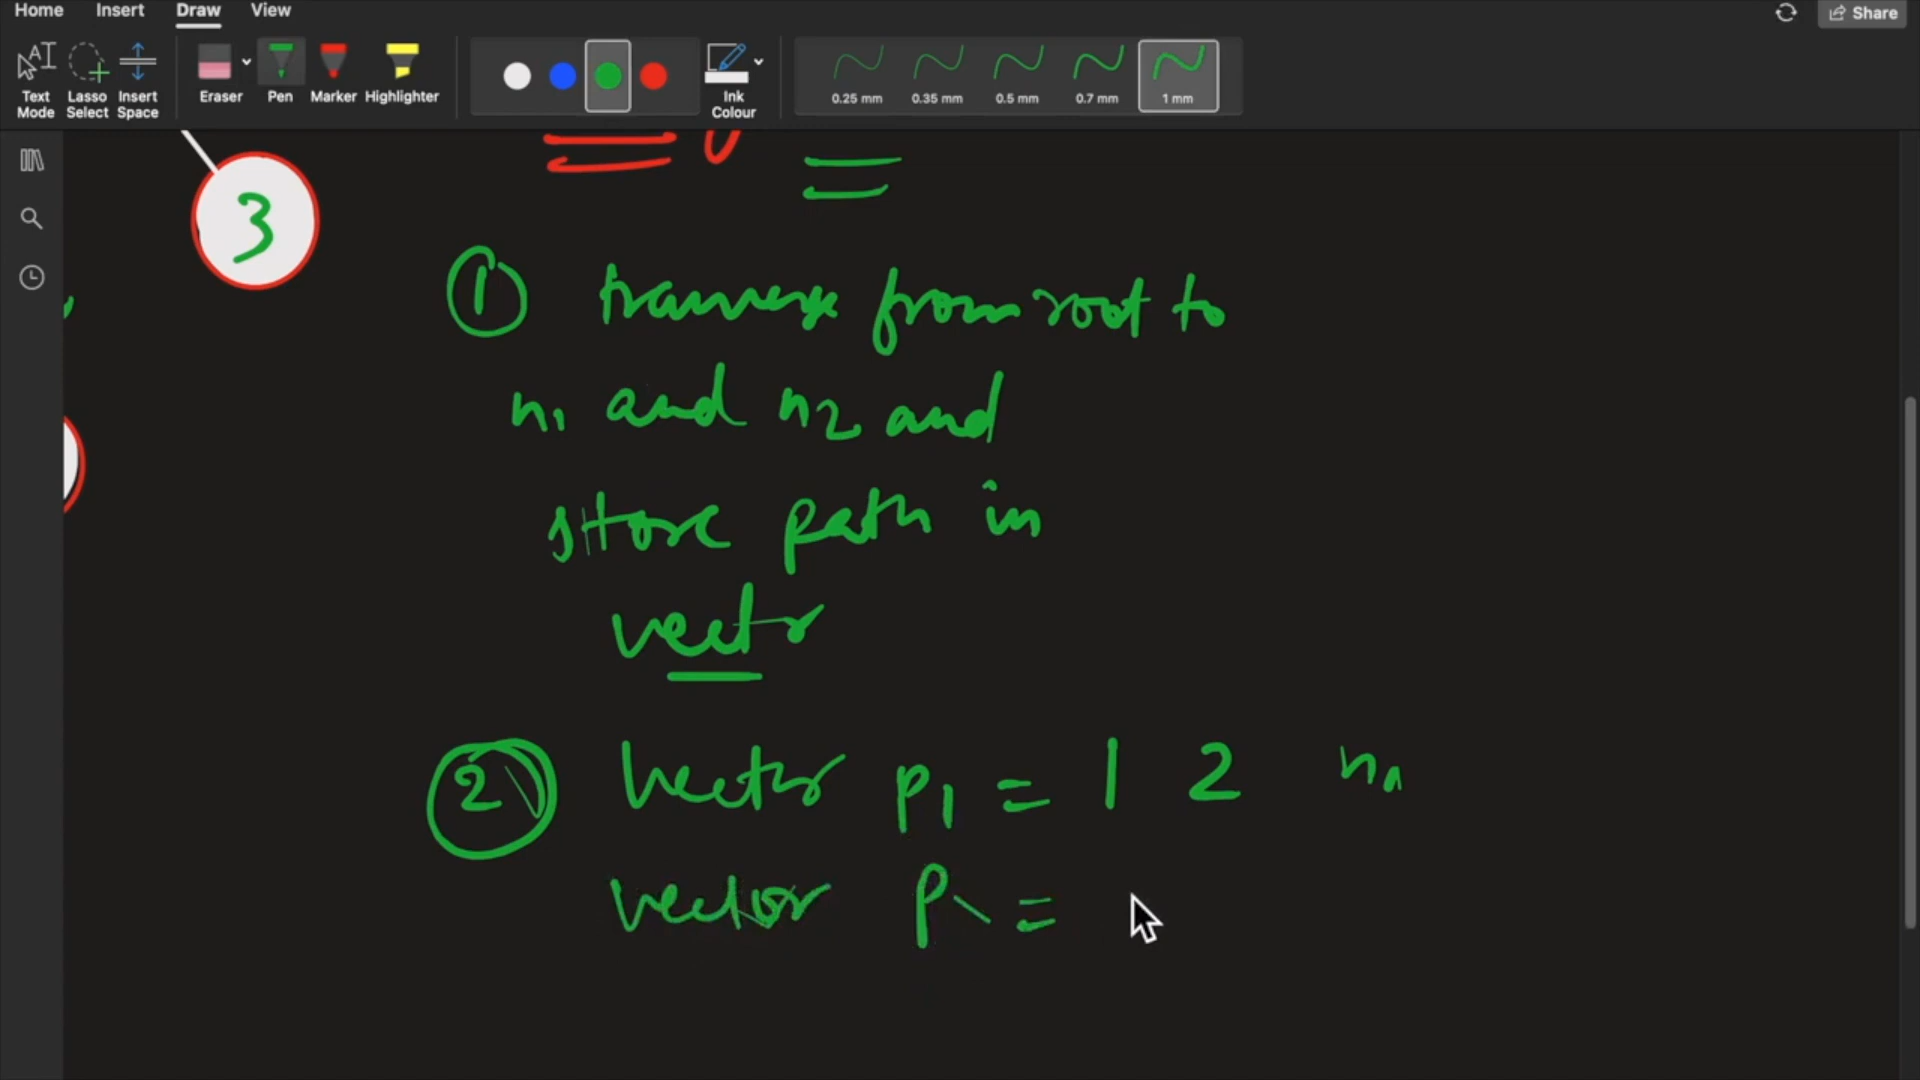 Home Insert Draw View
Share
Text Mode
Lasso Select
Insert Space
Eraser
Pen
Marker
Highlighter
Ink Colour
0.25 mm
0.35 mm
0.5 mm
0.7 mm
1 mm
3
① traverse from root to
n1 and n2 and
store path in
vector
② vector p1 = 1 2 n1
vector P =